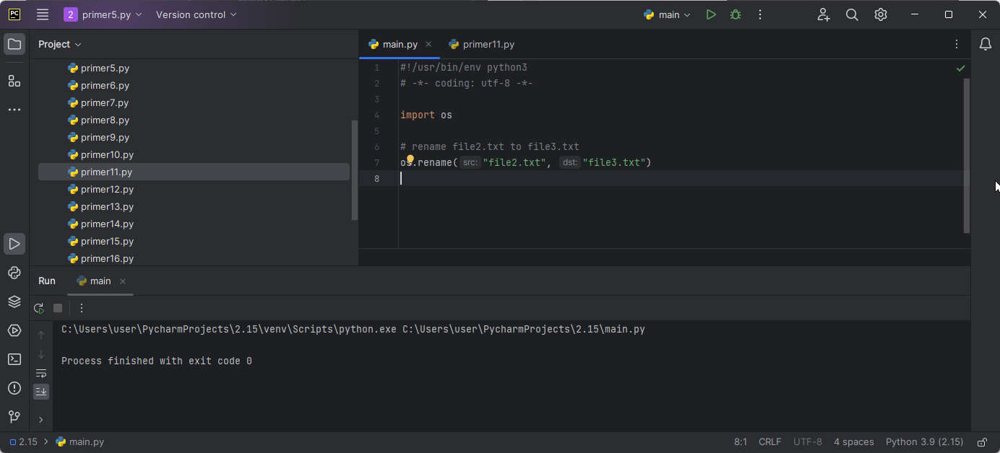 PC 2 primer5.py Version control main
Project
main.py primer11.py
primer5.py
primer6.py
primer7.py
primer8.py
primer9.py
primer10.py
primer11.py
primer12.py
primer13.py
primer14.py
primer15.py
primer16.py
1 #!/usr/bin/env python3
2 # -*- coding: utf-8 -*-
3
4 import os
5
6 # rename file2.txt to file3.txt
7 os.rename( src: "file2.txt", dst: "file3.txt")
8
Run main
C:\Users\user\PycharmProjects\2.15\venv\Scripts\python.exe C:\Users\user\PycharmProjects\2.15\main.py
Process finished with exit code 0
2.15 > main.py 8:1 CRLF UTF-8 4 spaces Python 3.9 (2.15)